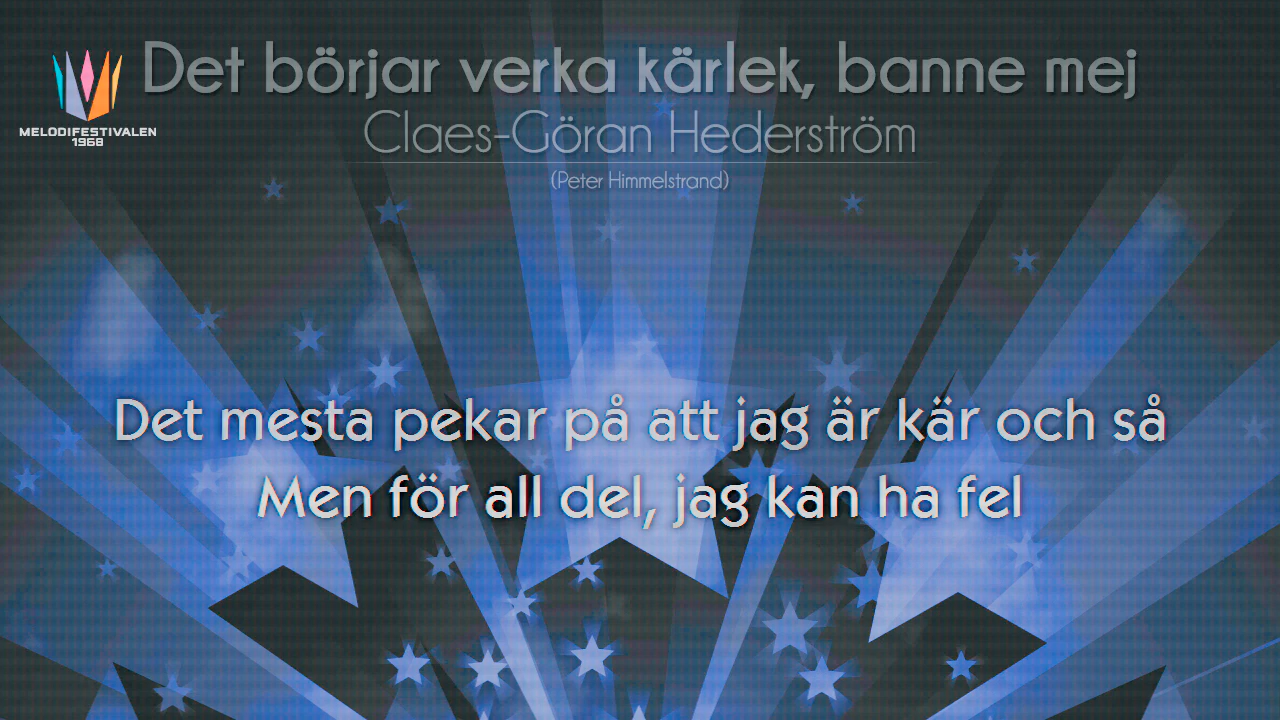 Det börjar verka kärlek, banne mej
Claes-Göran Hederström
(Peter Himmelstrand)
MELODIFESTIVALEN
1968
Det mesta pekar på att jag är kär och så
Men för all del, jag kan ha fel